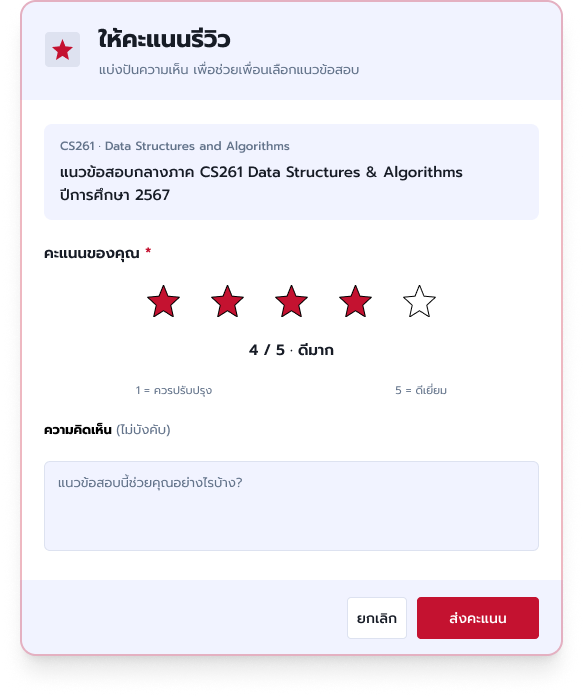 ให้คะแนนรีวิว
แบ่งปันความเห็น เพื่อช่วยเพื่อนเลือกแนวข้อสอบ
CS261 · Data Structures and Algorithms
แนวข้อสอบกลางภาค CS261 Data Structures & Algorithms
ปีการศึกษา 2567
คะแนนของคุณ *
4 / 5 · ดีมาก
1 = ควรปรับปรุง
5 = ดีเยี่ยม
ความคิดเห็น (ไม่บังคับ)
แนวข้อสอบนี้ช่วยคุณอย่างไรบ้าง?
ยกเลิก
ส่งคะแนน